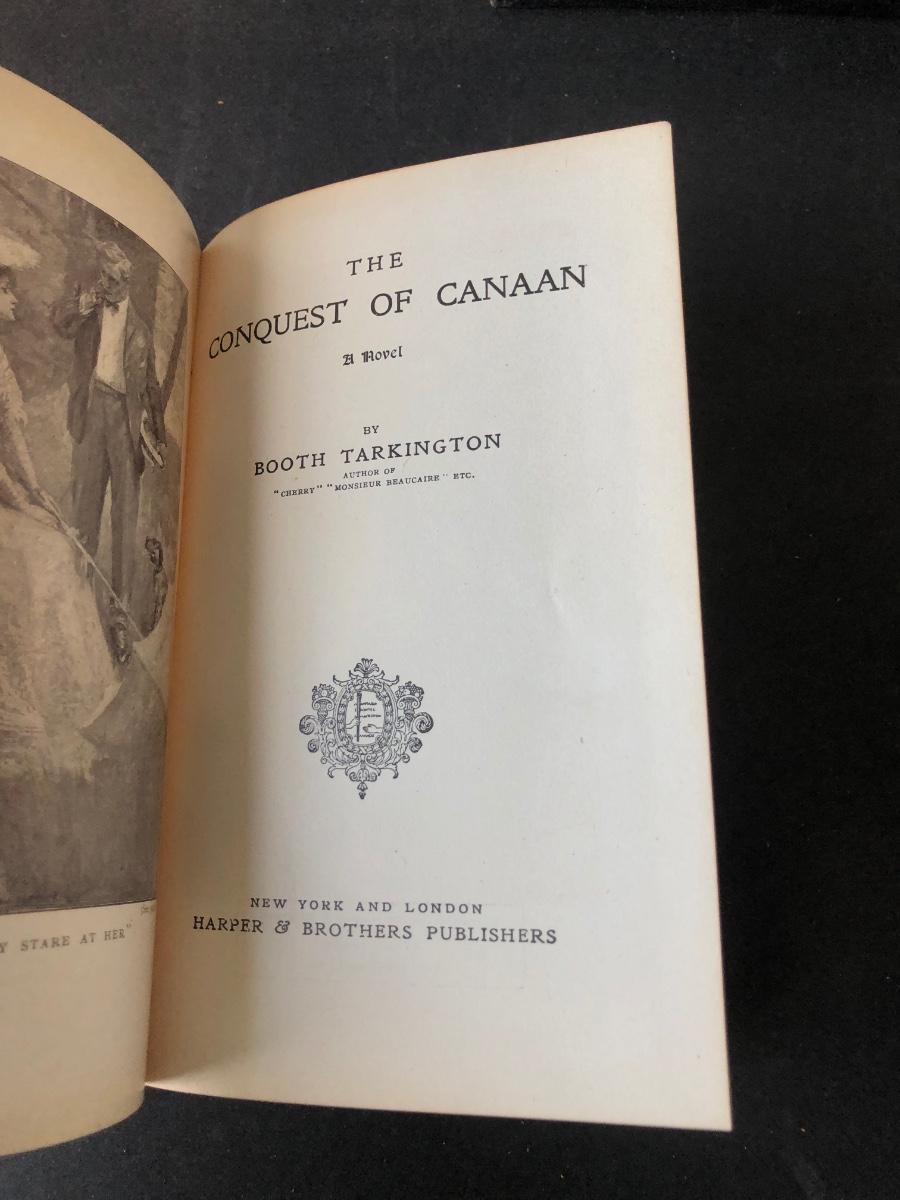 Y STARE AT HER"
THE
CONQUEST OF CANAAN
A Novel
BY
BOOTH TARKINGTON
AUTHOR OF
"CHERRY" "MONSIEUR BEAUCAIRE" ETC.
NEW YORK AND LONDON
HARPER & BROTHERS PUBLISHERS